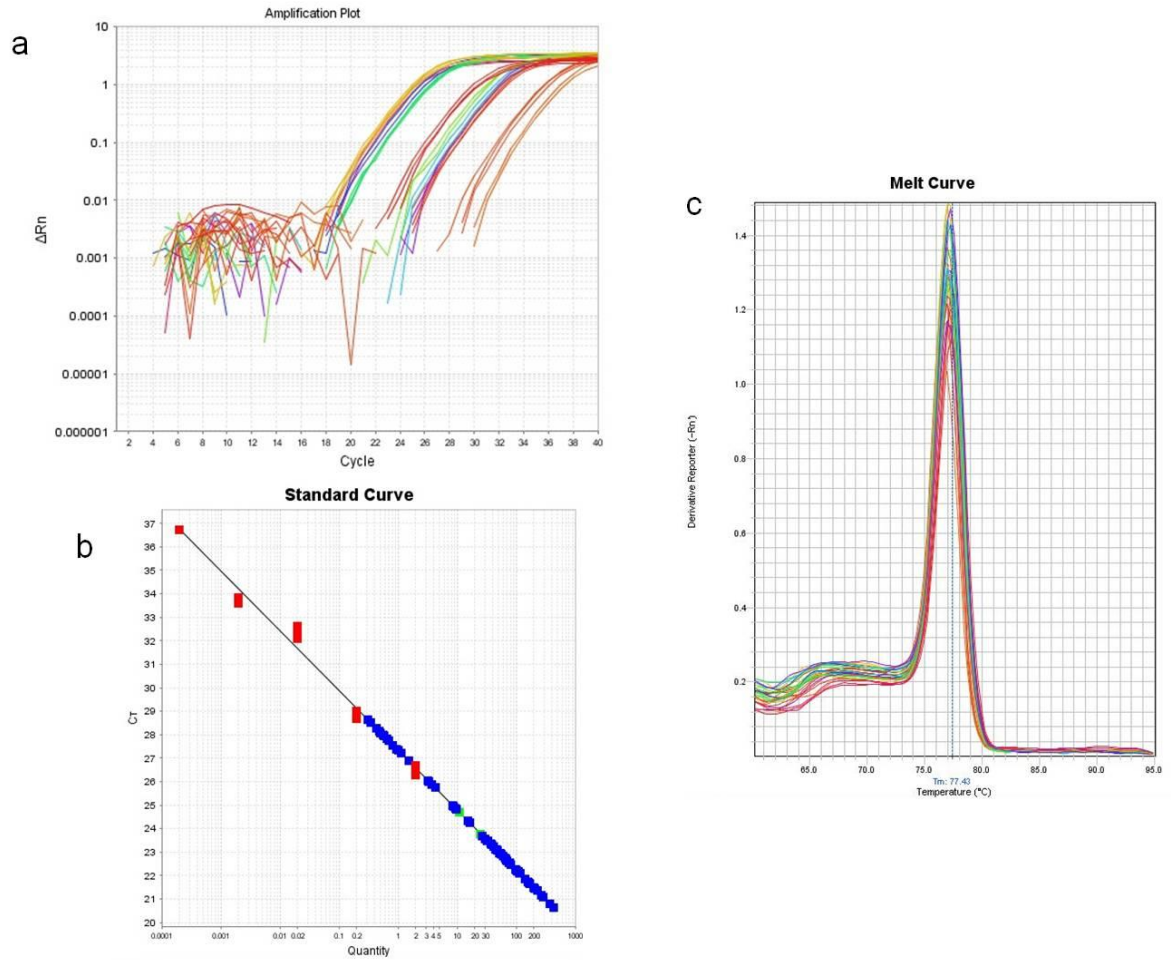 a
Amplification Plot
10
1
0.1
0.01
0.001
0.0001
0.00001
0.000001
ΔRn
2 4 6 8 10 12 14 16 18 20 22 24 26 28 30 32 34 36 38 40
Cycle
b
Standard Curve
37
36
35
34
33
32
31
30
29
28
27
26
25
24
23
22
21
20
CT
0.0001 0.001 0.01 0.02 0.1 0.2 1 2 3 4 5 10 20 30 100 200 1000
Quantity
c
Melt Curve
1.4
1.2
1.0
0.8
0.6
0.4
0.2
Derivative Reporter (-Rn)
65.0 70.0 75.0 80.0 85.0 90.0 95.0
Tm: 77.43
Temperature (°C)